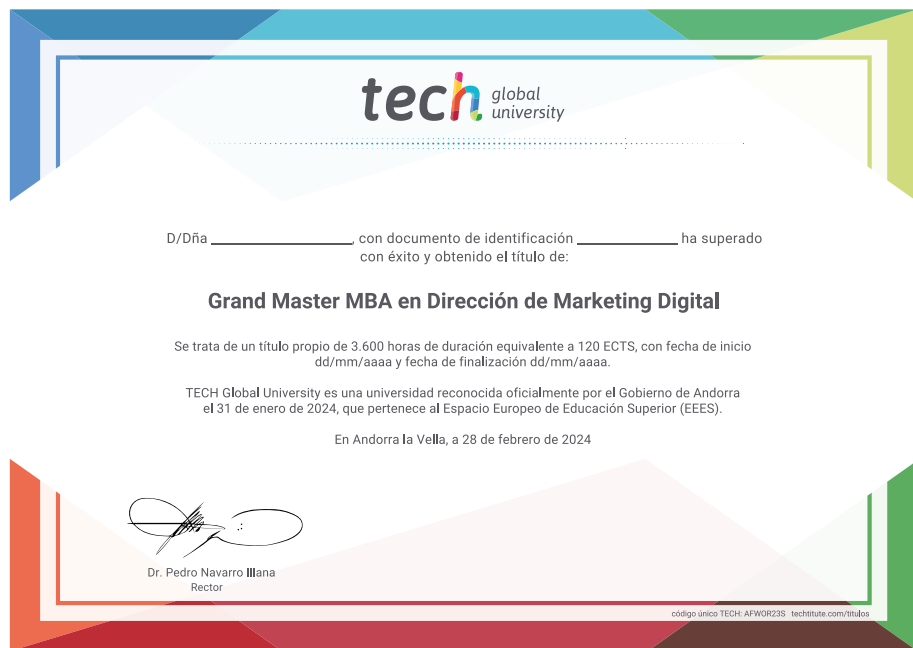 tech global
university
D/Dña ______________, con documento de identificación __________ ha superado
con éxito y obtenido el título de:
Grand Master MBA en Dirección de Marketing Digital
Se trata de un título propio de 3.600 horas de duración equivalente a 120 ECTS, con fecha de inicio
dd/mm/aaaa y fecha de finalización dd/mm/aaaa.
TECH Global University es una universidad reconocida oficialmente por el Gobierno de Andorra
el 31 de enero de 2024, que pertenece al Espacio Europeo de Educación Superior (EEES).
En Andorra la Vella, a 28 de febrero de 2024
Dr. Pedro Navarro Illana
Rector
código único TECH: AFWOR23S techtitute.com/titulos